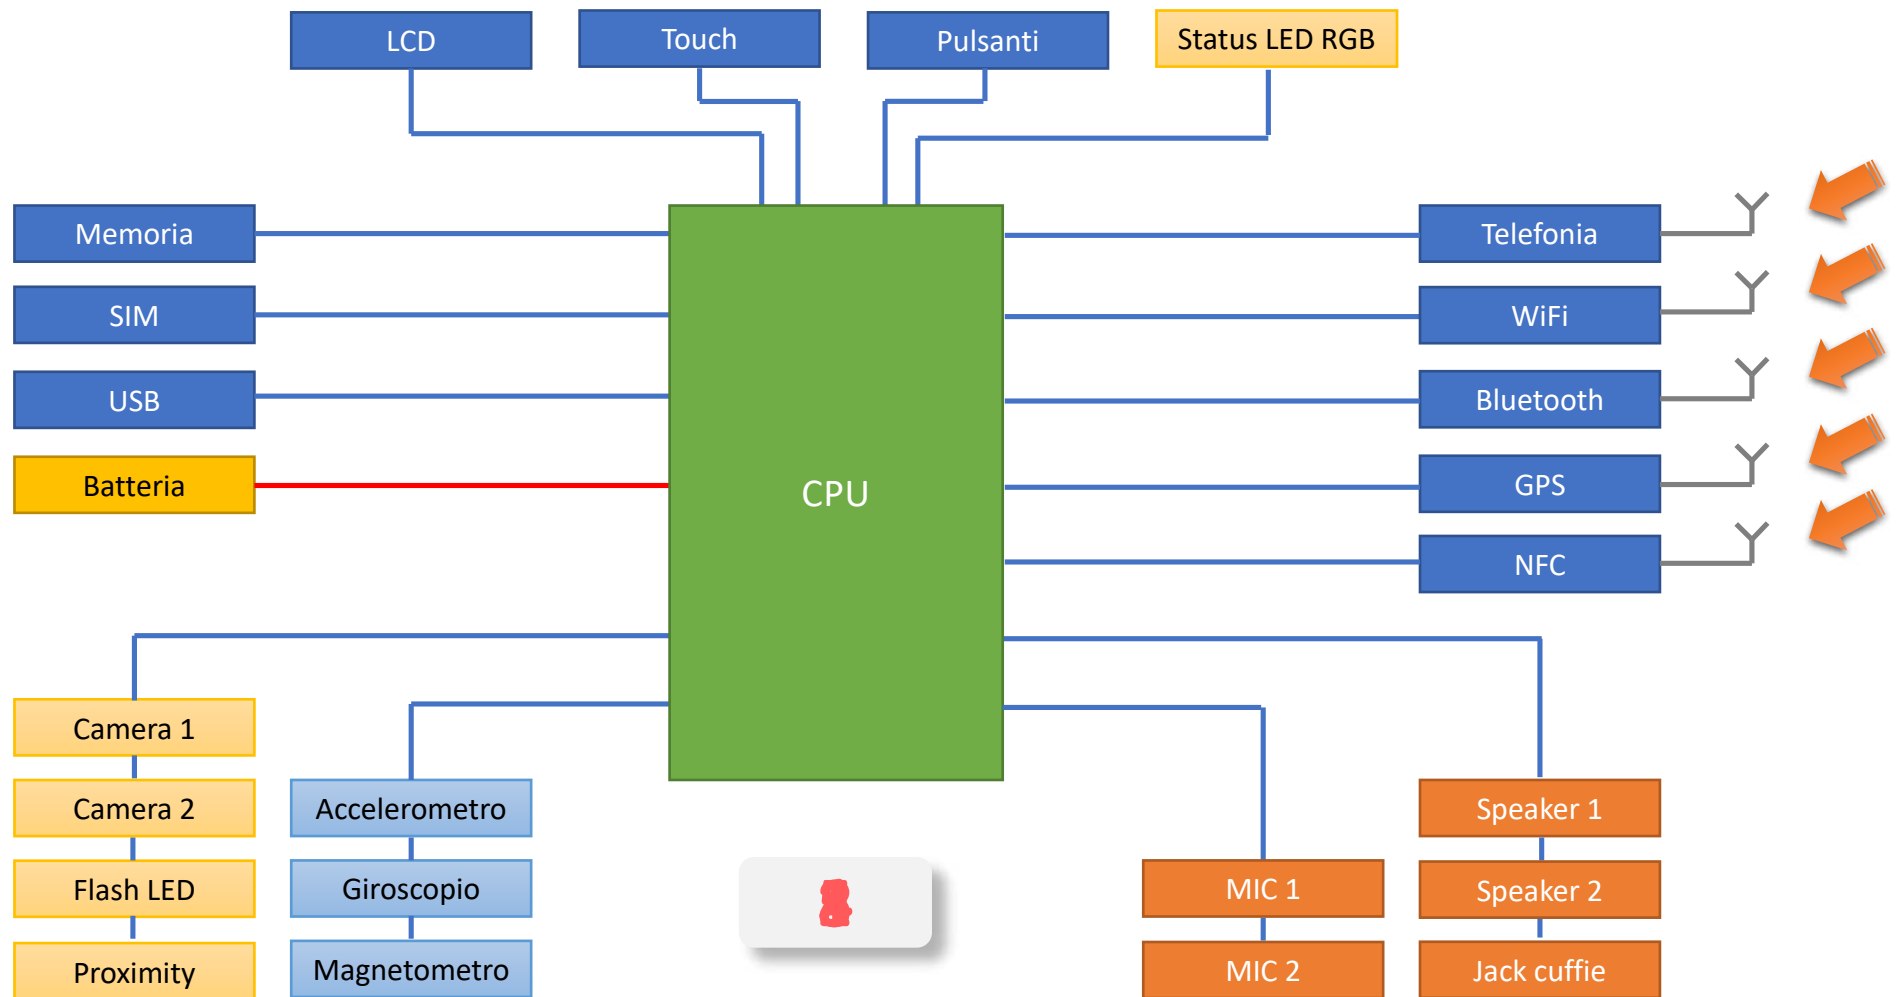 LCD
Touch
Pulsanti
Status LED RGB
Memoria
SIM
USB
Batteria
CPU
Telefonia
WiFi
Bluetooth
GPS
NFC
Camera 1
Camera 2
Flash LED
Proximity
Accelerometro
Giroscopio
Magnetometro
MIC 1
MIC 2
Speaker 1
Speaker 2
Jack cuffie